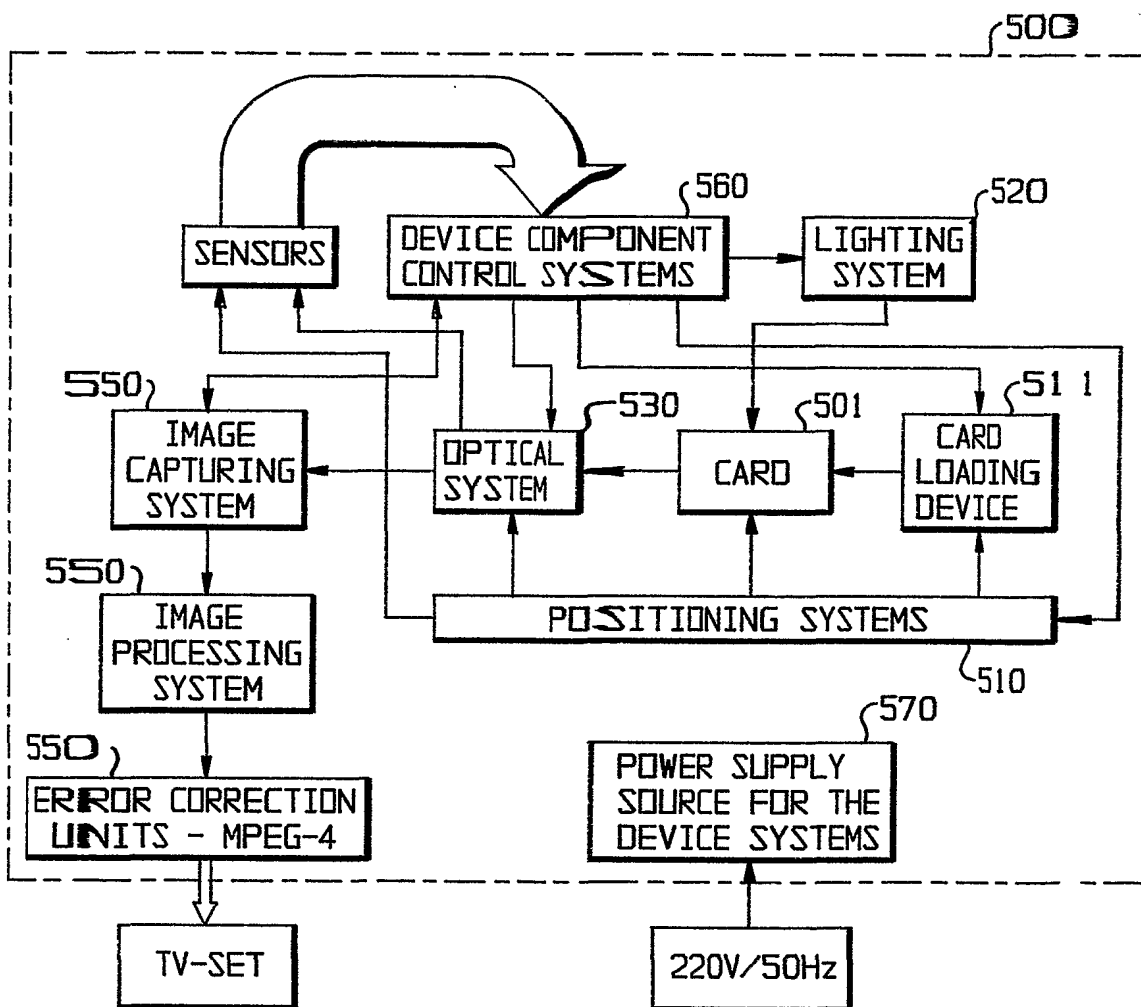 500
560
520
SENSORS
DEVICE COMPONENT
CONTROL SYSTEMS
LIGHTING
SYSTEM
550
530
501
511
IMAGE
CAPTURING
SYSTEM
OPTICAL
SYSTEM
CARD
CARD
LOADING
DEVICE
550
IMAGE
PROCESSING
SYSTEM
POSITIONING SYSTEMS
510
570
550
ERROR CORRECTION
UNITS - MPEG-4
POWER SUPPLY
SOURCE FOR THE
DEVICE SYSTEMS
TV-SET
220V/50Hz